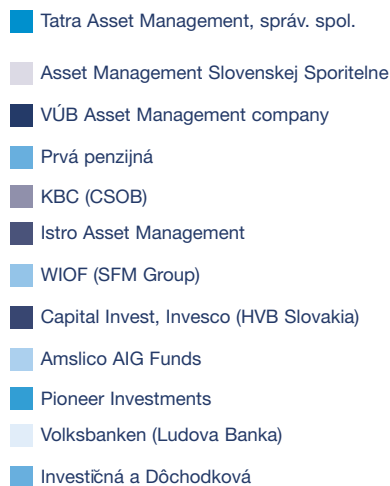 Tatra Asset Management, správ. spol.
Asset Management Slovenskej Sporitelne
VÚB Asset Management company
Prvá penzijná
KBC (CSOB)
Istro Asset Management
WIOF (SFM Group)
Capital Invest, Invesco (HVB Slovakia)
Amslico AIG Funds
Pioneer Investments
Volksbanken (Ludova Banka)
Investičná a Dôchodková